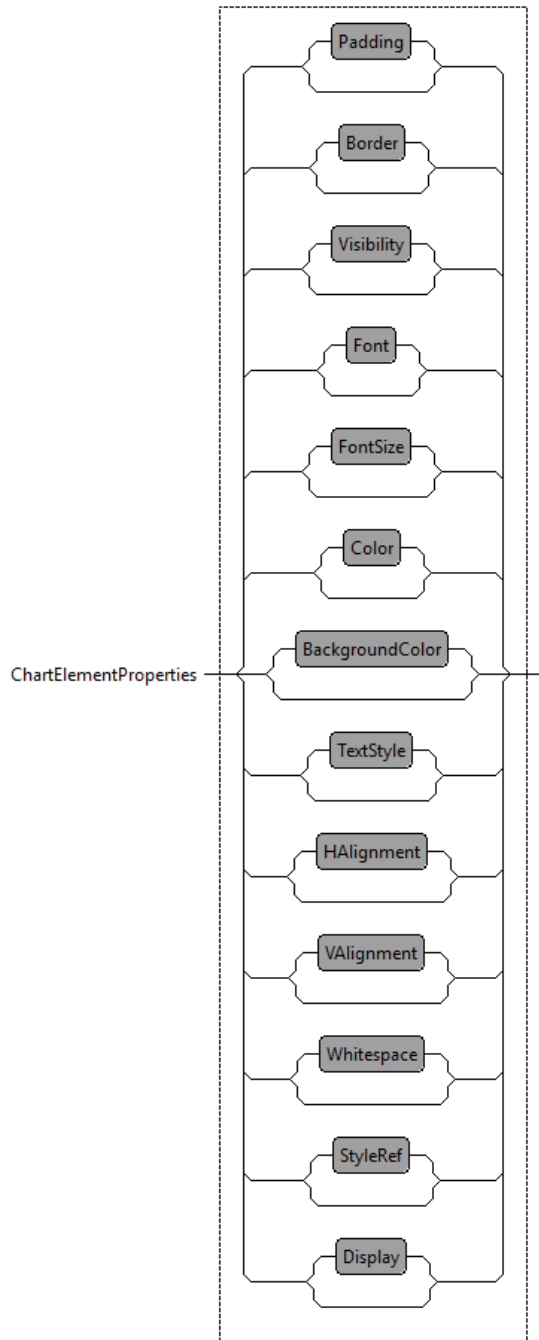 Padding
Border
Visibility
Font
FontSize
Color
BackgroundColor
ChartElementProperties
TextStyle
HAlignment
VAlignment
Whitespace
StyleRef
Display